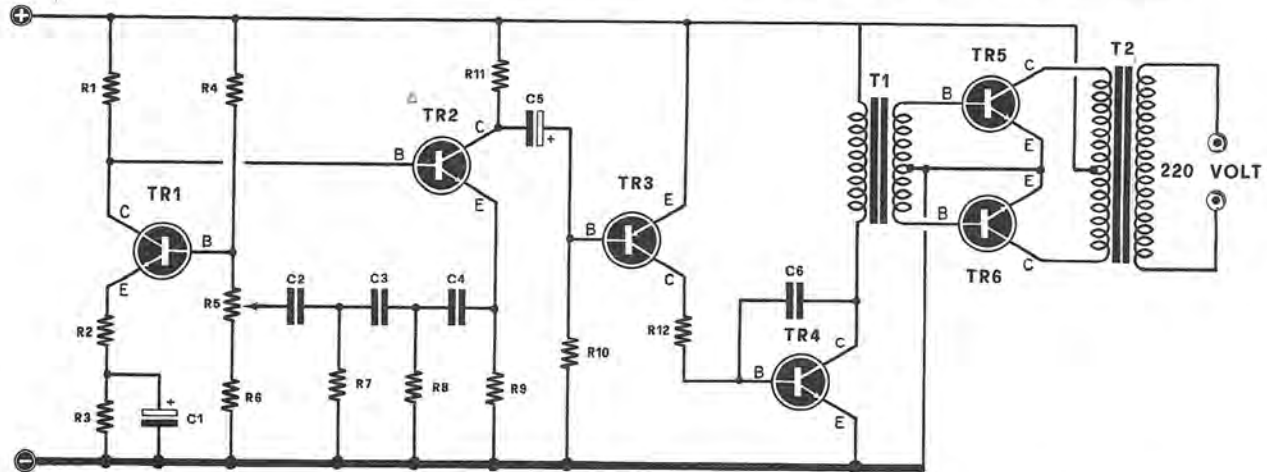 +
R1
R4
R11
C5
+
TR2
C
B
E
TR1
C
B
E
R2
R3
+
C1
R5
R6
C2
C3
C4
R7
R8
R9
R10
TR3
E
B
C
R12
C6
TR4
C
B
E
T1
TR5
C
B
E
E
B
C
TR6
T2
220 VOLT
-